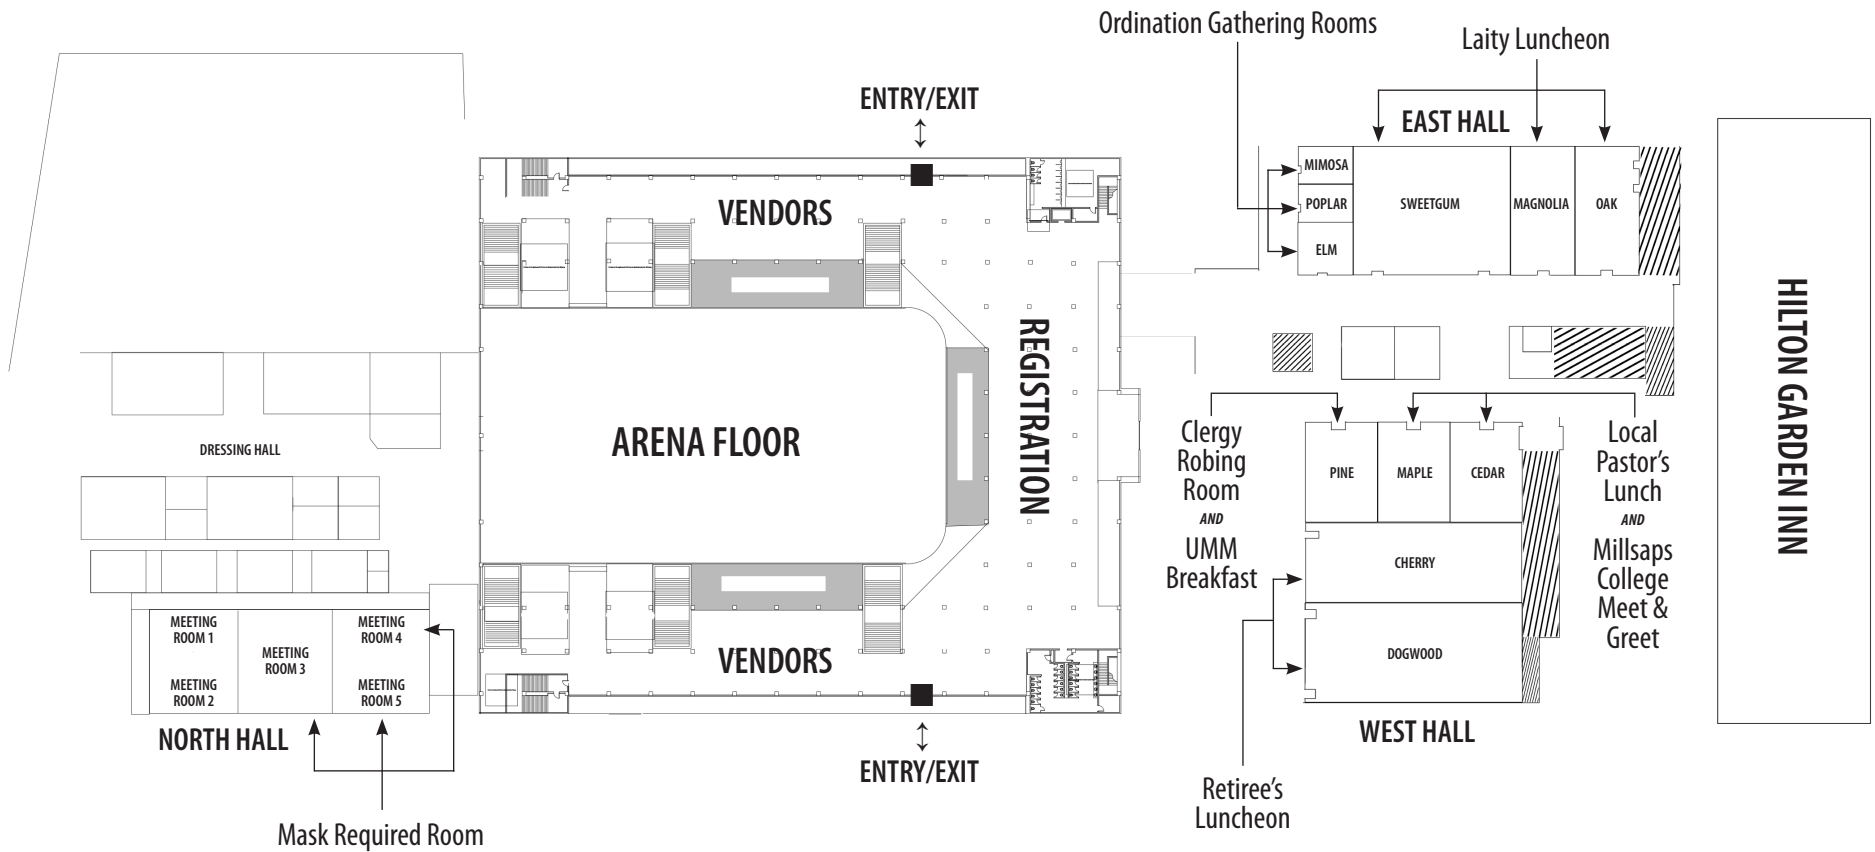 Ordination Gathering Rooms
Laity Luncheon
ENTRY/EXIT
EAST HALL
MIMOSA
POPLAR
ELM
SWEETGUM
MAGNOLIA
OAK
VENDORS
REGISTRATION
ARENA FLOOR
HILTON GARDEN INN
DRESSING HALL
Clergy
Robing
Room
AND
UMM
Breakfast
PINE
MAPLE
CEDAR
Local
Pastor's
Lunch
AND
Millsaps
College
Meet &
Greet
CHERRY
DOGWOOD
WEST HALL
Retiree's
Luncheon
MEETING
ROOM 1
MEETING
ROOM 2
MEETING
ROOM 3
MEETING
ROOM 4
MEETING
ROOM 5
NORTH HALL
Mask Required Room
VENDORS
ENTRY/EXIT